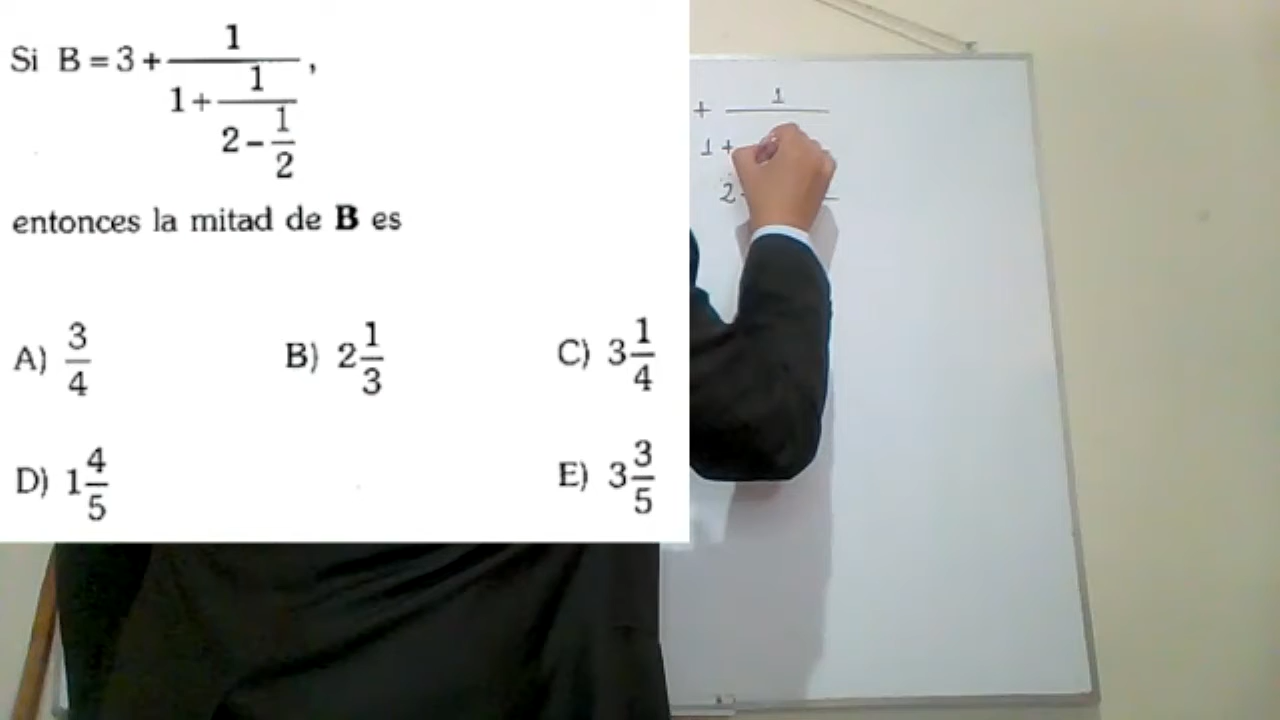 Si B = 3 + 1 / (1 + 1 / (2 - 1/2)) ,
entonces la mitad de B es
A) 3/4 B) 2 1/3 C) 3 1/4
D) 1 4/5 E) 3 3/5
+ 1
1 +
2